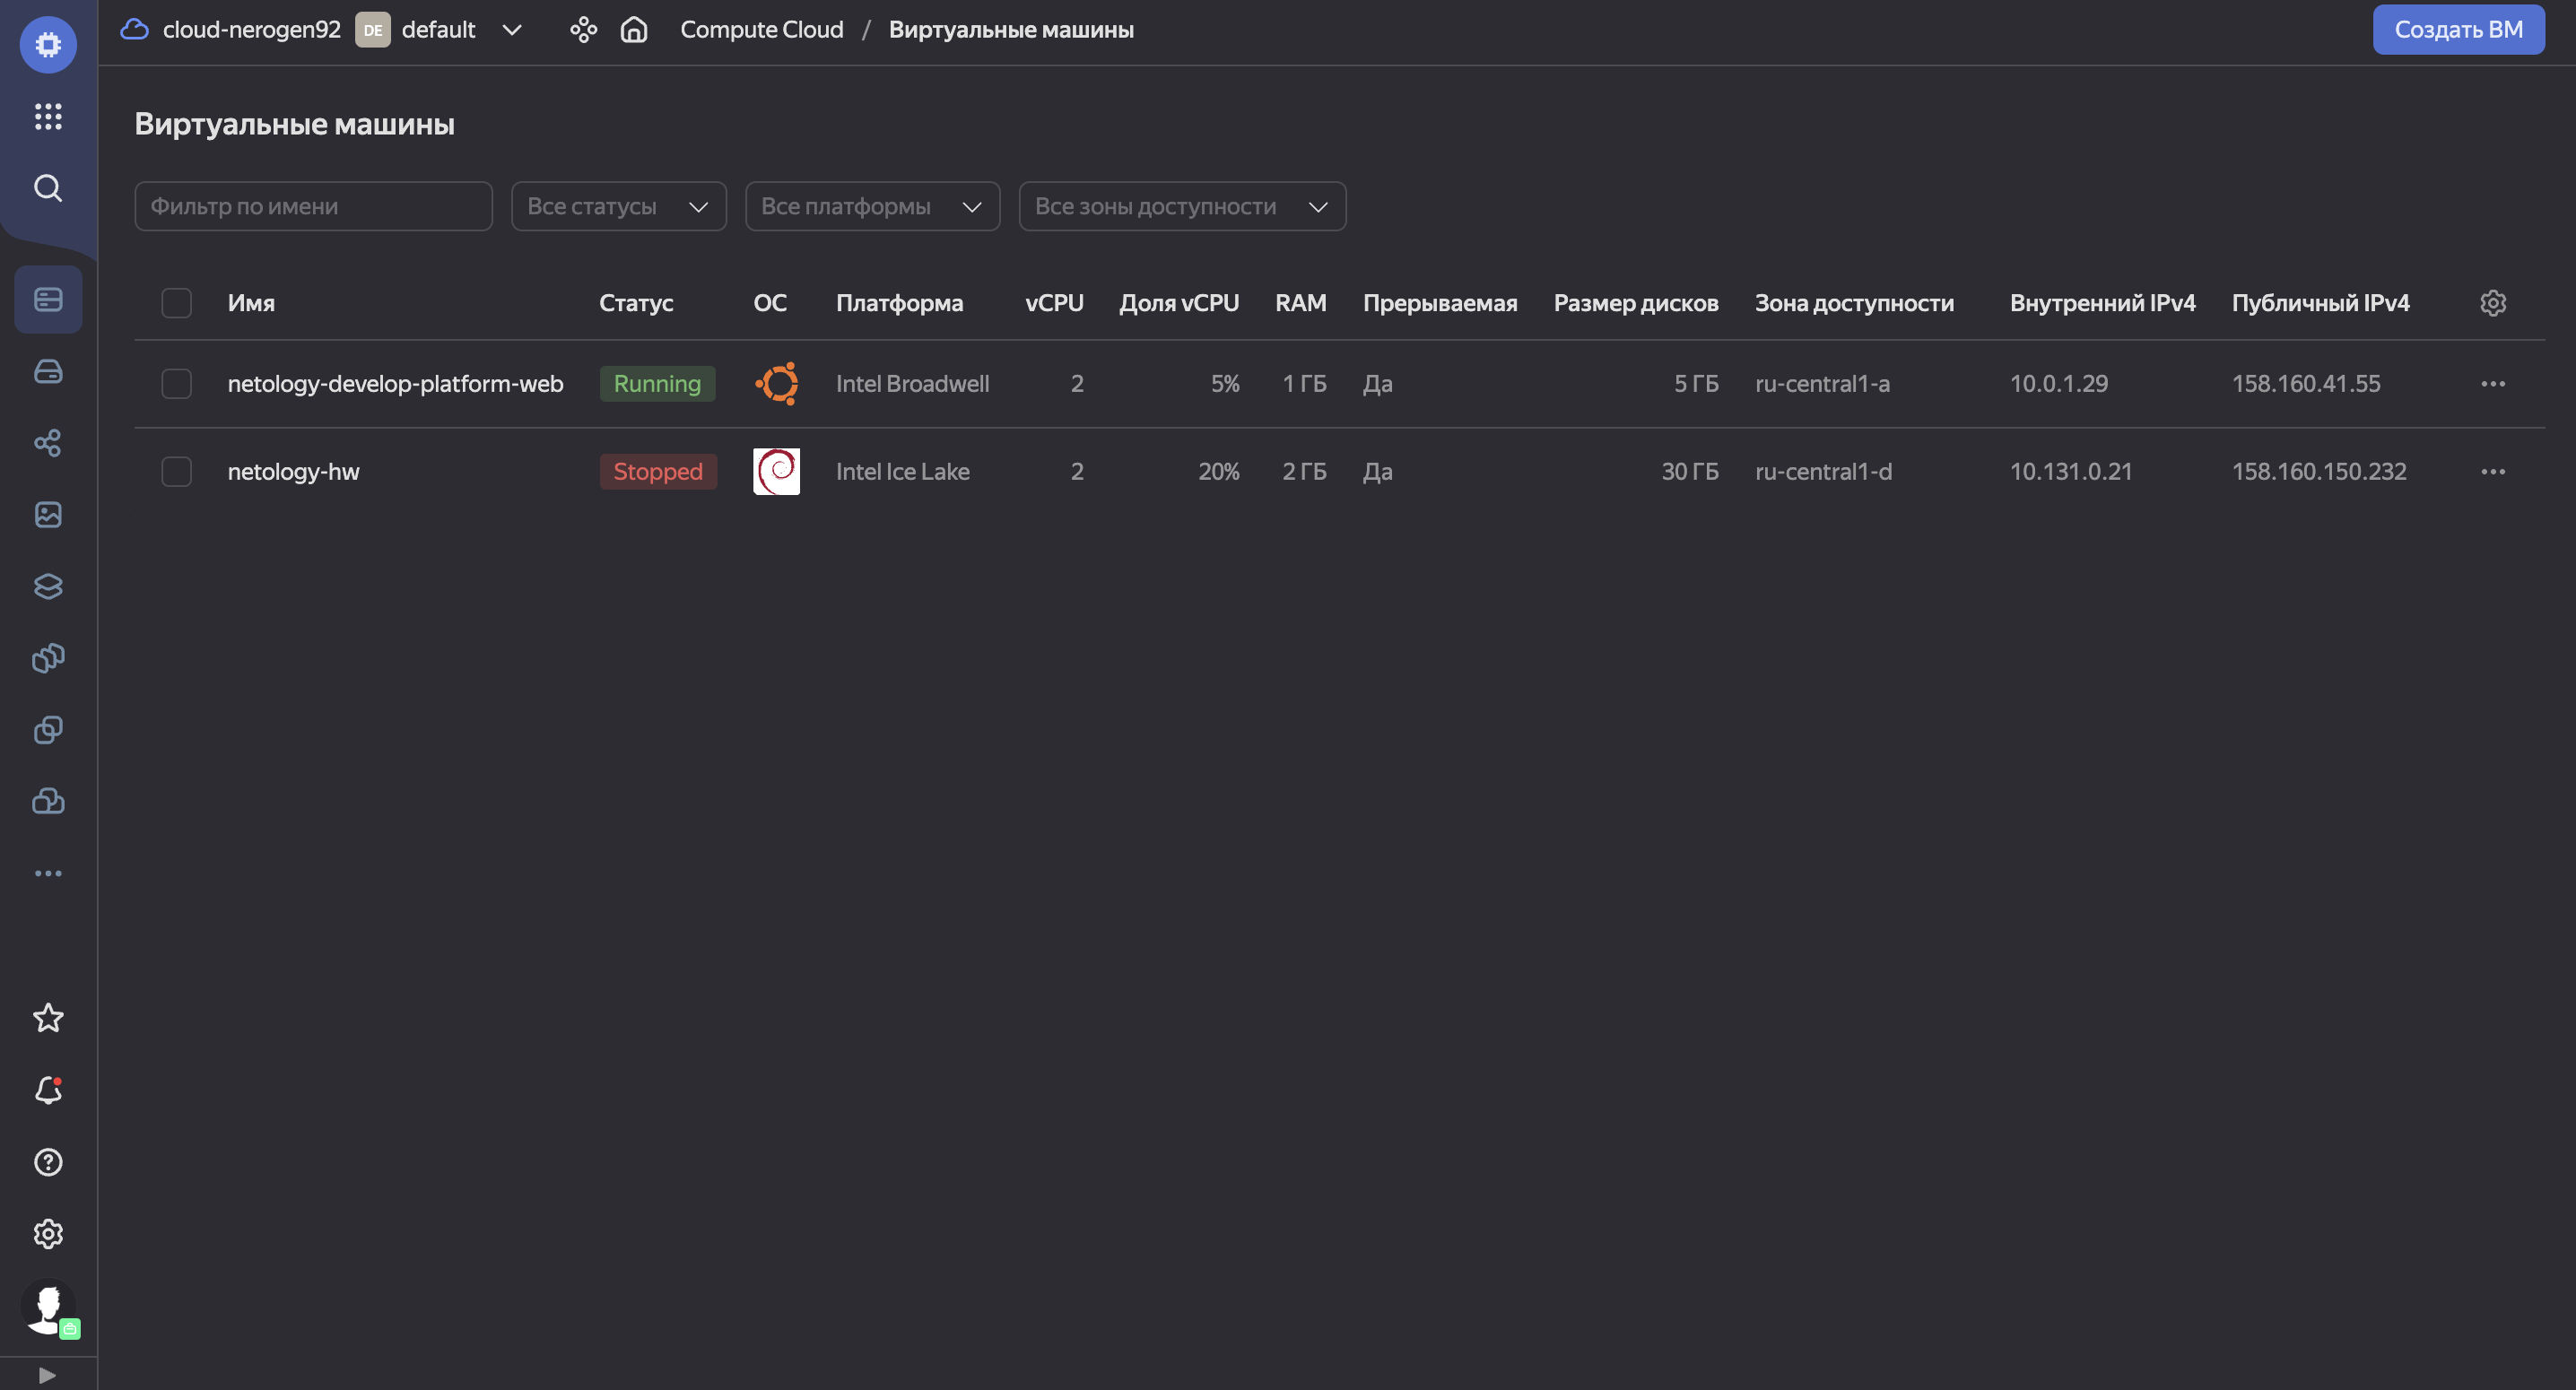 cloud-nerogen92 DE default Compute Cloud / Виртуальные машины Создать ВМ
Виртуальные машины
Фильтр по имени Все статусы Все платформы Все зоны доступности
Имя Статус ОС Платформа vCPU Доля vCPU RAM Прерываемая Размер дисков Зона доступности Внутренний IPv4 Публичный IPv4
netology-develop-platform-web Running Intel Broadwell 2 5% 1 ГБ Да 5 ГБ ru-central1-a 10.0.1.29 158.160.41.55
netology-hw Stopped Intel Ice Lake 2 20% 2 ГБ Да 30 ГБ ru-central1-d 10.131.0.21 158.160.150.232